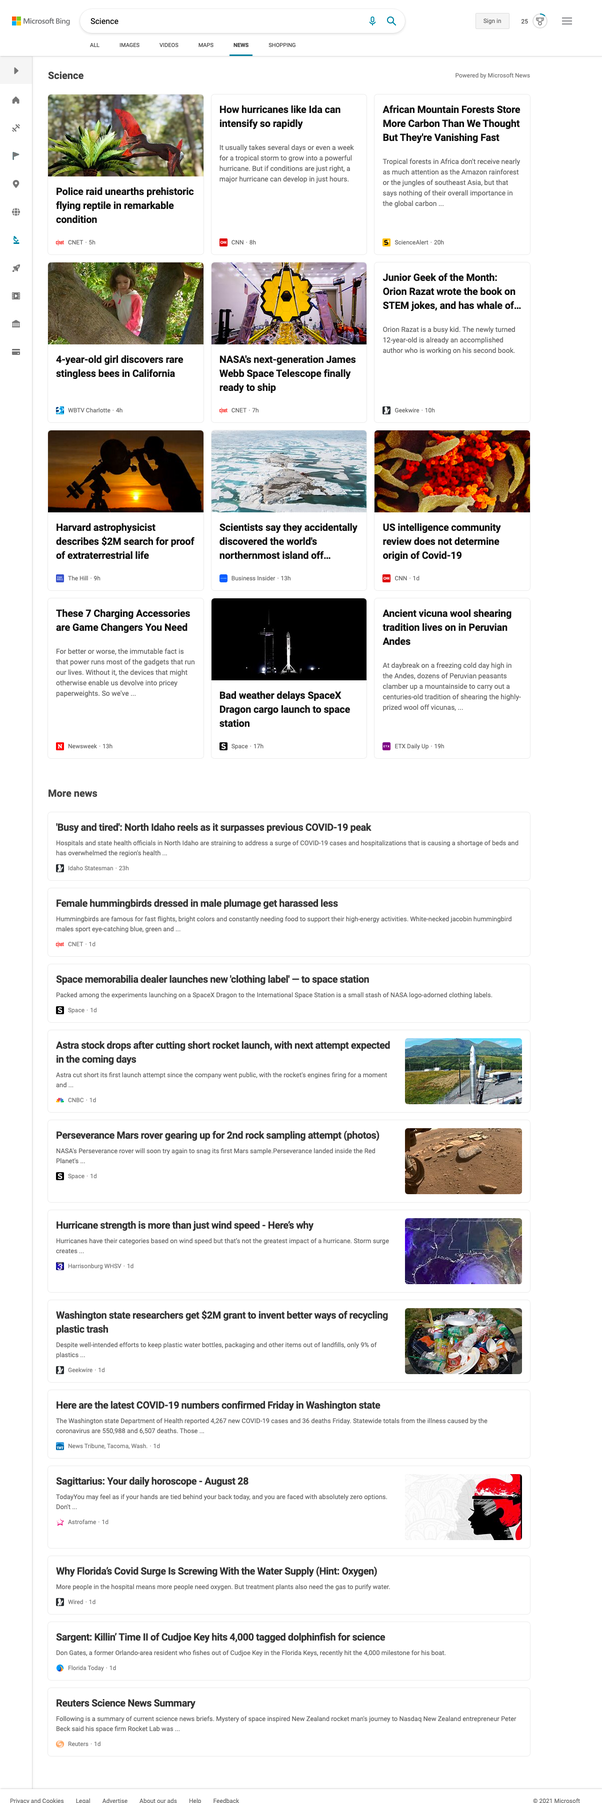 Microsoft Bing
Science
Sign in
25
ALL
IMAGES
VIDEOS
MAPS
NEWS
SHOPPING
Science
Powered by Microsoft News
Police raid unearths prehistoric
flying reptile in remarkable
condition
CNET · 5h
How hurricanes like Ida can
intensify so rapidly
It usually takes several days or even a week
for a tropical storm to grow into a powerful
hurricane. But if conditions are just right, a
major hurricane can develop in just hours.
CNN · 8h
African Mountain Forests Store
More Carbon Than We Thought
But They're Vanishing Fast
Tropical forests in Africa don't receive nearly
as much attention as the Amazon rainforest
or the jungles of southeast Asia, but that
says nothing of their overall importance in
the global carbon ...
ScienceAlert · 20h
4-year-old girl discovers rare
stingless bees in California
WBTV Charlotte · 4h
NASA's next-generation James
Webb Space Telescope finally
ready to ship
CNET · 7h
Junior Geek of the Month:
Orion Razat wrote the book on
STEM jokes, and has whale of...
Orion Razat is a busy kid. The newly turned
12-year-old is already an accomplished
author who is working on his second book.
Geekwire · 10h
Harvard astrophysicist
describes $2M search for proof
of extraterrestrial life
The Hill · 9h
Scientists say they accidentally
discovered the world's
northernmost island off...
Business Insider · 13h
US intelligence community
review does not determine
origin of Covid-19
CNN · 1d
These 7 Charging Accessories
are Game Changers You Need
For better or worse, the immutable fact is
that power runs most of the gadgets that run
our lives. Without it, the devices that might
otherwise enable us devolve into pricey
paperweights. So we've ...
Newsweek · 13h
Bad weather delays SpaceX
Dragon cargo launch to space
station
Space · 17h
Ancient vicuna wool shearing
tradition lives on in Peruvian
Andes
At daybreak on a freezing cold day high in
the Andes, dozens of Peruvian peasants
clamber up a mountainside to carry out a
centuries-old tradition of shearing the highly-
prized wool off vicunas, ...
ETX Daily Up · 19h
More news
'Busy and tired': North Idaho reels as it surpasses previous COVID-19 peak
Hospitals and state health officials in North Idaho are straining to address a surge of COVID-19 cases and hospitalizations that is causing a shortage of beds and
has overwhelmed the region's health ...
Idaho Statesman · 23h
Female hummingbirds dressed in male plumage get harassed less
Hummingbirds are famous for fast flights, bright colors and constantly needing food to support their high-energy activities. White-necked jacobin hummingbird
males sport eye-catching blue, green and ...
CNET · 1d
Space memorabilia dealer launches new 'clothing label' — to space station
Packed among the experiments launching on a SpaceX Dragon to the International Space Station is a small stash of NASA logo-adorned clothing labels.
Space · 1d
Astra stock drops after cutting short rocket launch, with next attempt expected
in the coming days
Astra cut short its first launch attempt since the company went public, with the rocket's engines firing for a moment
and ...
CNBC · 1d
Perseverance Mars rover gearing up for 2nd rock sampling attempt (photos)
NASA's Perseverance rover will soon try again to snag its first Mars sample.Perseverance landed inside the Red
Planet's ...
Space · 1d
Hurricane strength is more than just wind speed - Here's why
Hurricanes have their categories based on wind speed but that's not the greatest impact of a hurricane. Storm surge
creates ...
Harrisonburg WHSV · 1d
Washington state researchers get $2M grant to invent better ways of recycling
plastic trash
Despite well-intended efforts to keep plastic water bottles, packaging and other items out of landfills, only 9% of
plastics ...
Geekwire · 1d
Here are the latest COVID-19 numbers confirmed Friday in Washington state
The Washington state Department of Health reported 4,267 new COVID-19 cases and 36 deaths Friday. Statewide totals from the illness caused by the
coronavirus are 550,988 and 6,507 deaths. Those ...
News Tribune, Tacoma, Wash. · 1d
Sagittarius: Your daily horoscope - August 28
TodayYou may feel as if your hands are tied behind your back today, and you are faced with absolutely zero options.
Don't ...
Astrofame · 1d
Why Florida's Covid Surge Is Screwing With the Water Supply (Hint: Oxygen)
More people in the hospital means more people need oxygen. But treatment plants also need the gas to purify water.
Wired · 1d
Sargent: Killin' Time II of Cudjoe Key hits 4,000 tagged dolphinfish for science
Don Gates, a former Orlando-area resident who fishes out of Cudjoe Key in the Florida Keys, recently hit the 4,000 milestone for his boat.
Florida Today · 1d
Reuters Science News Summary
Following is a summary of current science news briefs. Mystery of space inspired New Zealand rocket man's journey to Nasdaq New Zealand entrepreneur Peter
Beck said his space firm Rocket Lab was ...
Reuters · 1d
Privacy and Cookies
Legal
Advertise
About our ads
Help
Feedback
© 2021 Microsoft